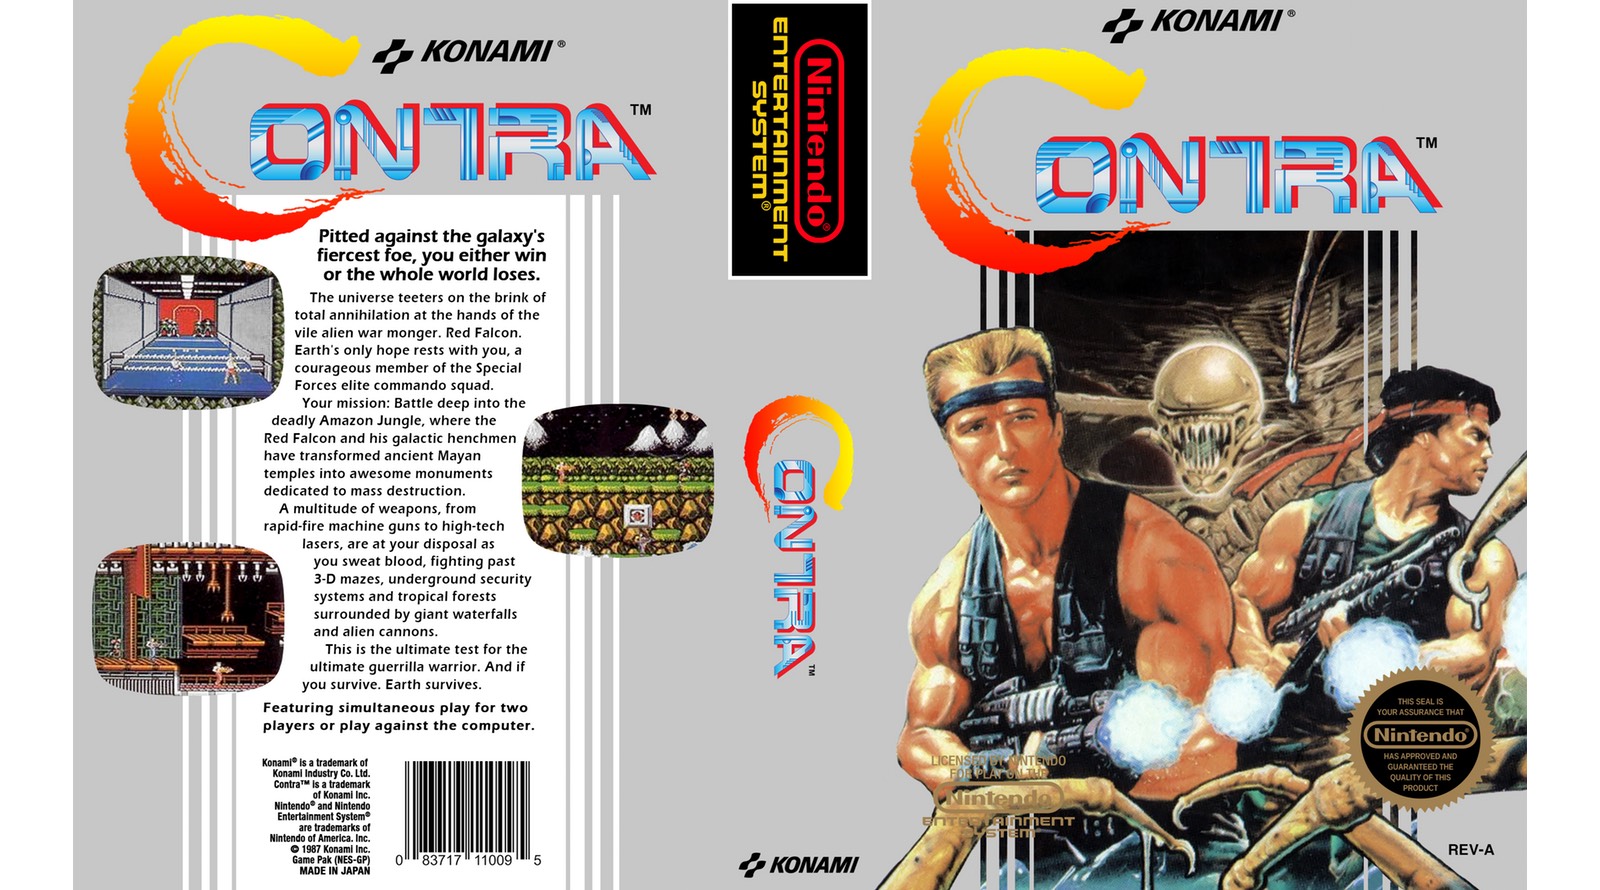 KONAMI®
CONTRA™
Pitted against the galaxy's
fiercest foe, you either win
or the whole world loses.
The universe teeters on the brink of
total annihilation at the hands of the
vile alien war monger. Red Falcon.
Earth's only hope rests with you, a
courageous member of the Special
Forces elite commando squad.
Your mission: Battle deep into the
deadly Amazon Jungle, where the
Red Falcon and his galactic henchmen
have transformed ancient Mayan
temples into awesome monuments
dedicated to mass destruction.
A multitude of weapons, from
rapid-fire machine guns to high-tech
lasers, are at your disposal as
you sweat blood, fighting past
3-D mazes, underground security
systems and tropical forests
surrounded by giant waterfalls
and alien cannons.
This is the ultimate test for the
ultimate guerrilla warrior. And if
you survive. Earth survives.
Featuring simultaneous play for two
players or play against the computer.
Konami® is a trademark of
Konami Industry Co. Ltd.
Contra™ is a trademark
of Konami Inc.
Nintendo® and Nintendo
Entertainment System®
are trademarks of
Nintendo of America. Inc.
© 1987 Konami Inc.
Game Pak (NES-GP)
MADE IN JAPAN
0 83717 11009 5
Nintendo®
ENTERTAINMENT
SYSTEM®
CONTRA™
KONAMI
KONAMI®
CONTRA™
LICENSED BY NINTENDO
FOR PLAY ON THE
Nintendo
ENTERTAINMENT
SYSTEM
THIS SEAL IS
YOUR ASSURANCE THAT
Nintendo®
HAS APPROVED AND
GUARANTEED THE
QUALITY OF THIS
PRODUCT
REV-A